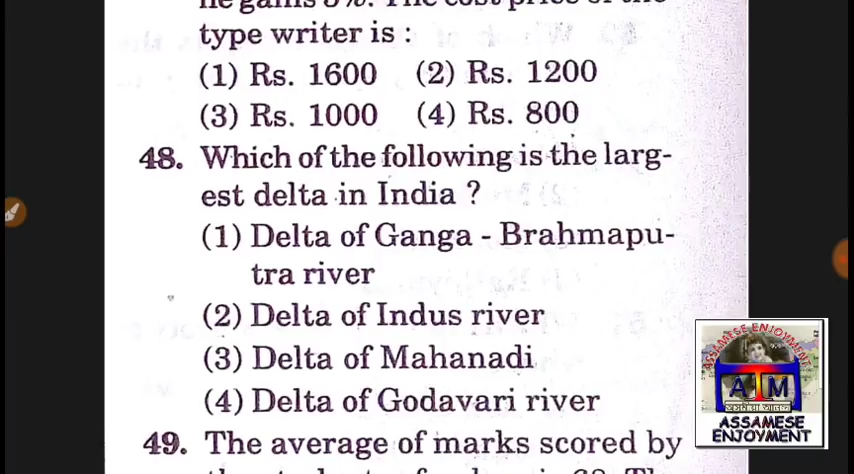 type writer is :
(1) Rs. 1600 (2) Rs. 1200
(3) Rs. 1000 (4) Rs. 800
48. Which of the following is the larg-
est delta in India ?
(1) Delta of Ganga - Brahmapu-
tra river
(2) Delta of Indus river
(3) Delta of Mahanadi
(4) Delta of Godavari river
49. The average of marks scored by
ASSAMESE ENJOYMENT
ATM
ASSAMESE
ENJOYMENT